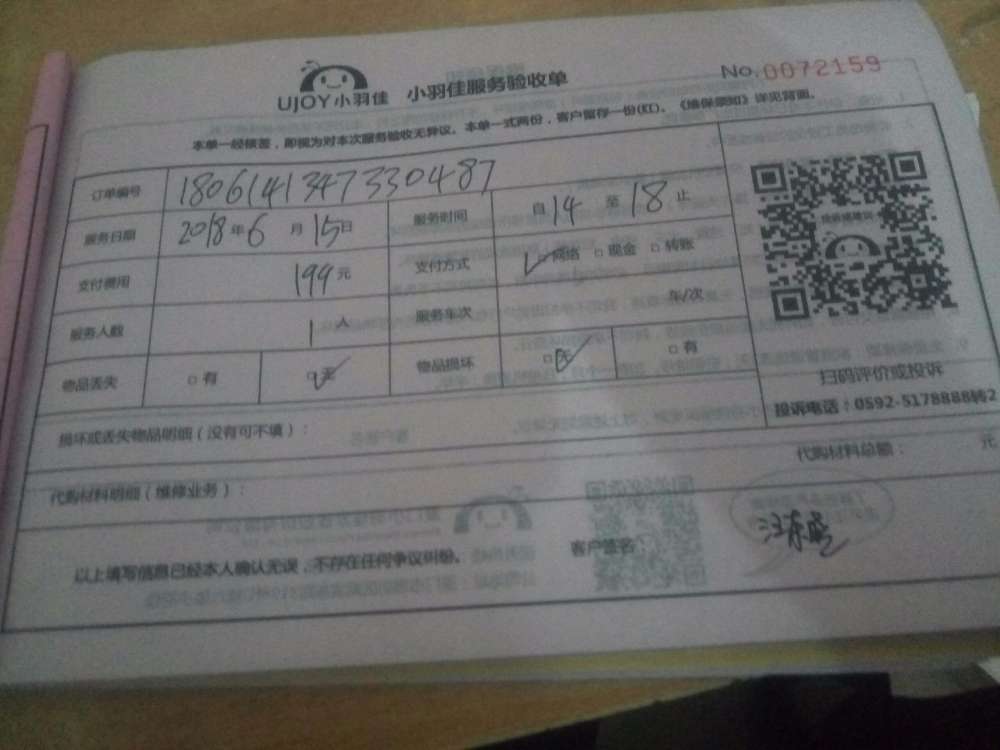 UJOY小羽佳 小羽佳服务验收单 No.0072159
本单一经核签，即视为对本次服务验收无异议。本单一式两份，客户留存一份(红)。《维保须知》详见背面。
订单编号 1806141347330487
服务日期 2018年6月15日 服务时间 自14至18止
支付费用 199元 支付方式 ☑网络 □现金 □转账
服务人数 1人 服务车次 车/次
物品丢失 □有 ☑无 物品损坏 ☑无 □有
扫码评价或投诉
投诉电话：0592-5178888转2
损坏或丢失物品明细（没有可不填）：
代购材料明细（维修业务）： 代购材料总额： 元
以上填写信息已经本人确认无误，不存在任何争议纠纷。 客户签名